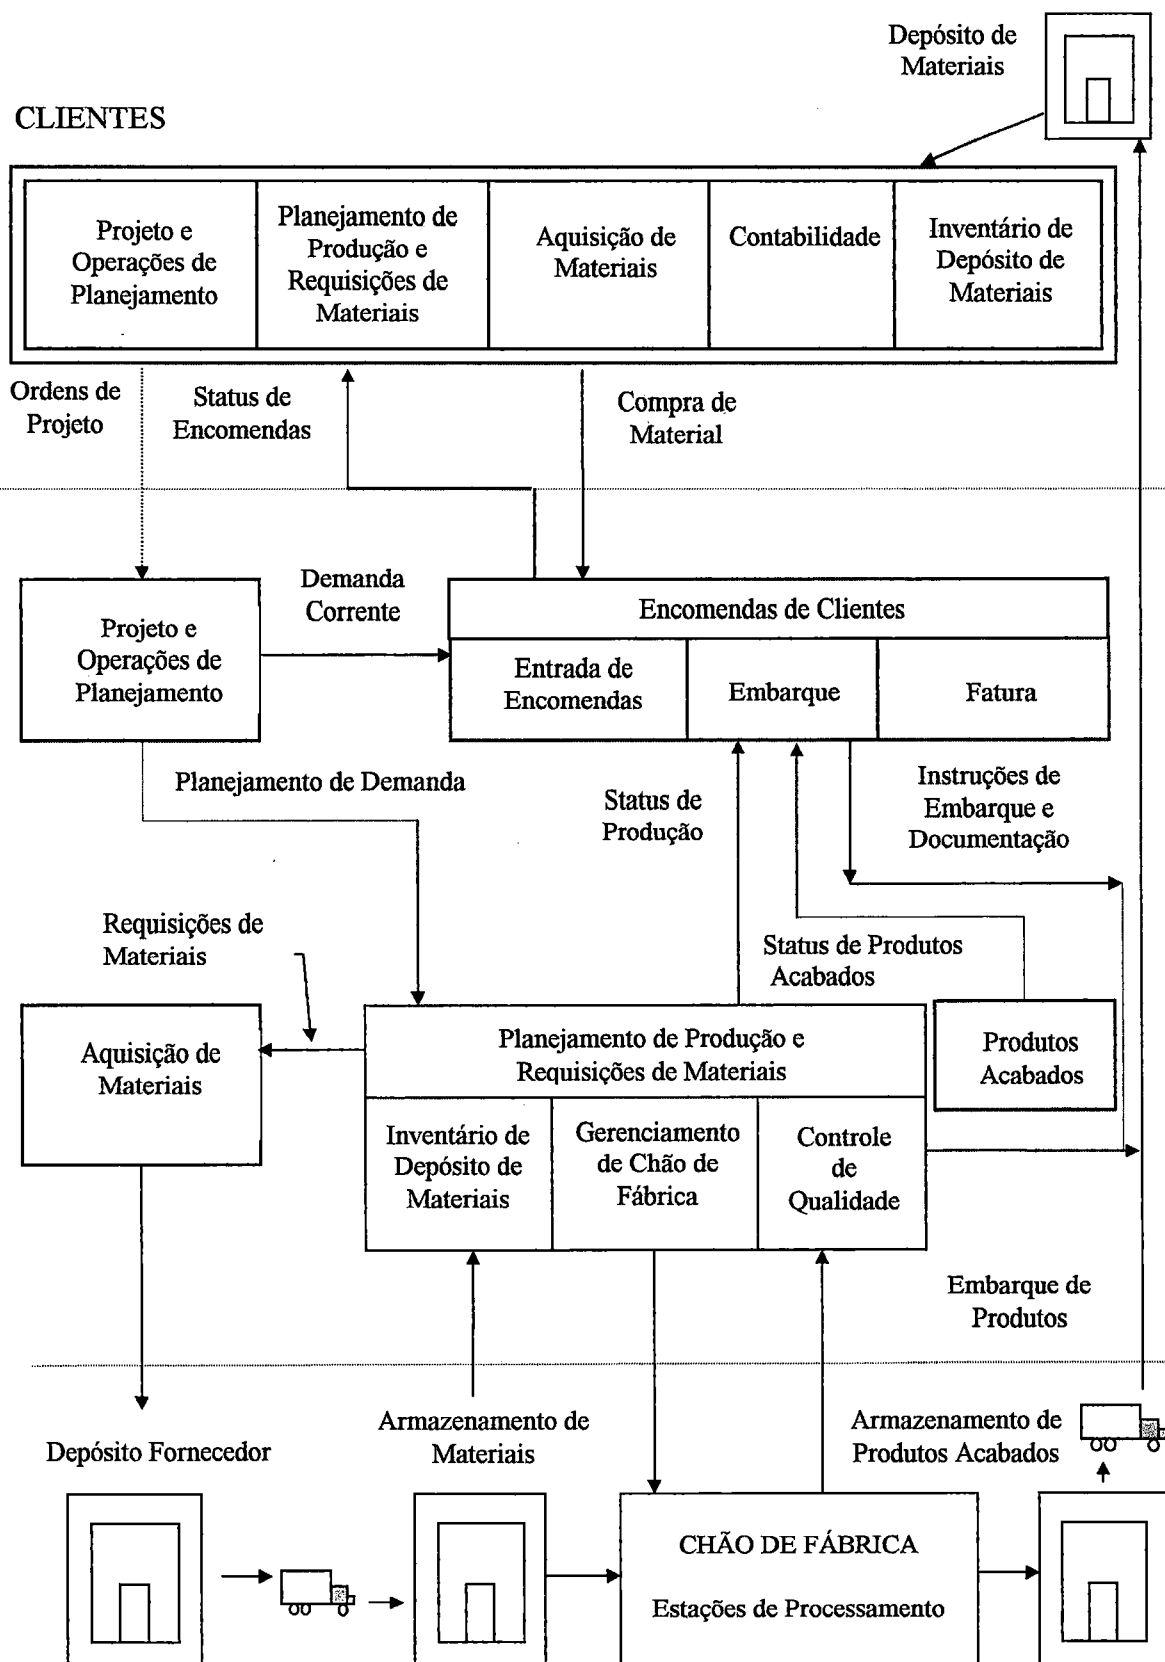 Depósito de
Materiais
CLIENTES
Projeto e
Operações de
Planejamento
Planejamento de
Produção e
Requisições de
Materiais
Aquisição de
Materiais
Contabilidade
Inventário de
Depósito de
Materiais
Ordens de
Projeto
Status de
Encomendas
Compra de
Material
Projeto e
Operações de
Planejamento
Demanda
Corrente
Encomendas de Clientes
Entrada de
Encomendas
Embarque
Fatura
Planejamento de Demanda
Status de
Produção
Instruções de
Embarque e
Documentação
Requisições de
Materiais
Status de Produtos
Acabados
Aquisição de
Materiais
Planejamento de Produção e
Requisições de Materiais
Produtos
Acabados
Inventário de
Depósito de
Materiais
Gerenciamento
de Chão de
Fábrica
Controle
de
Qualidade
Embarque de
Produtos
Depósito Fornecedor
Armazenamento de
Materiais
Armazenamento de
Produtos Acabados
CHÃO DE FÁBRICA
Estações de Processamento